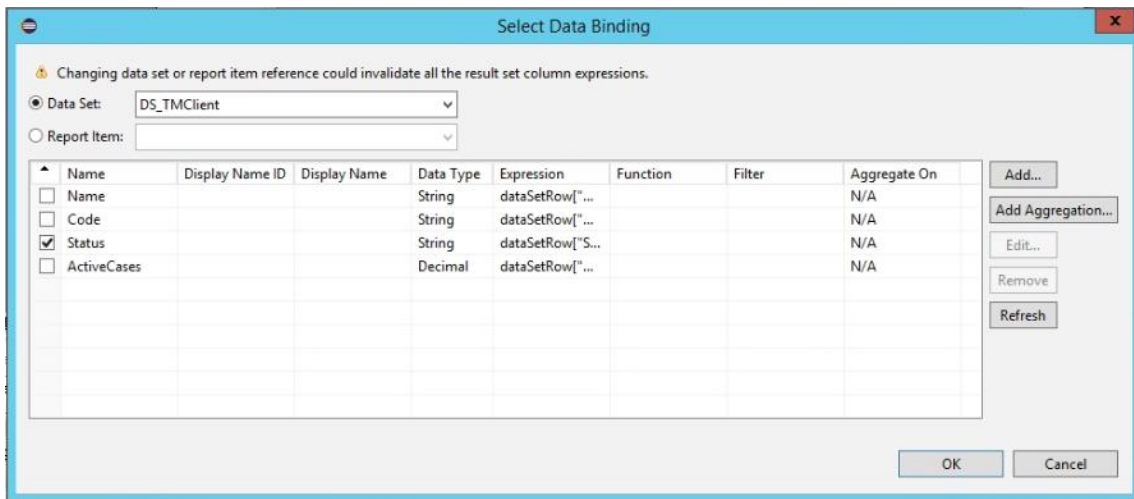 Select Data Binding
x
Changing data set or report item reference could invalidate all the result set column expressions.
Data Set: DS_TMClient
Report Item:
Name Display Name ID Display Name Data Type Expression Function Filter Aggregate On
Name String dataSetRow["... N/A
Code String dataSetRow["... N/A
Status String dataSetRow["S... N/A
ActiveCases Decimal dataSetRow["... N/A
Add...
Add Aggregation...
Edit...
Remove
Refresh
OK Cancel